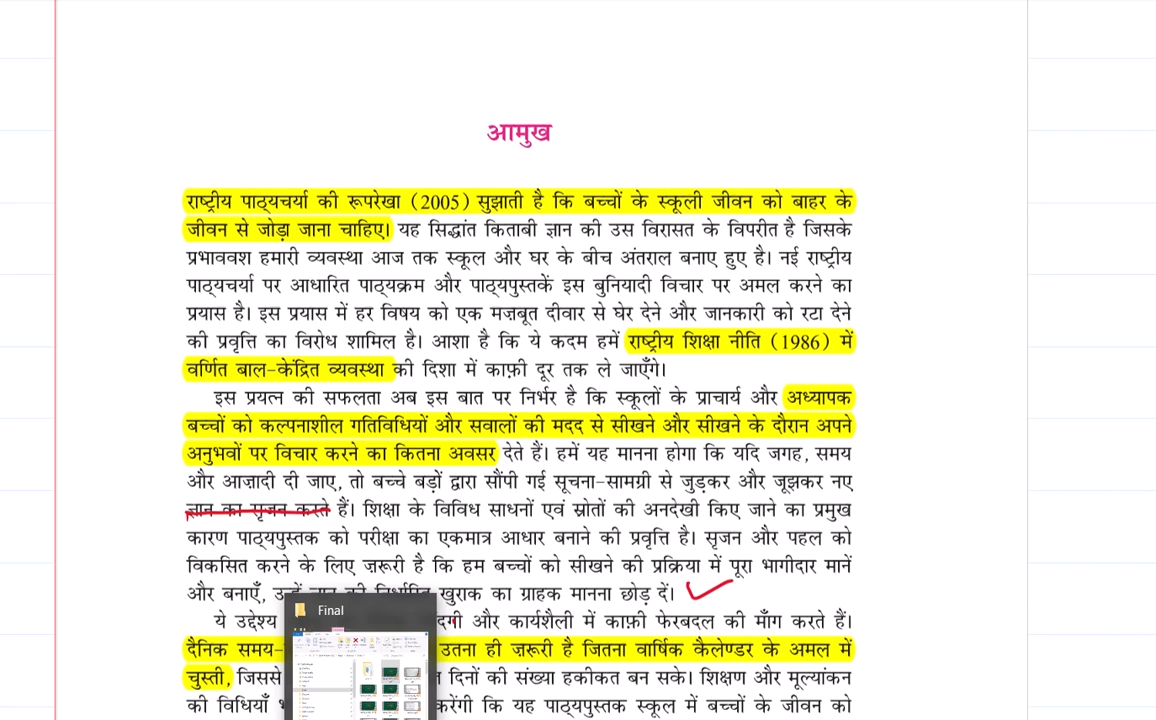 आमुख
राष्ट्रीय पाठ्यचर्या की रूपरेखा (2005) सुझाती है कि बच्चों के स्कूली जीवन को बाहर के
जीवन से जोड़ा जाना चाहिए। यह सिद्धांत किताबी ज्ञान की उस विरासत के विपरीत है जिसके
प्रभाववश हमारी व्यवस्था आज तक स्कूल और घर के बीच अंतराल बनाए हुए है। नई राष्ट्रीय
पाठ्यचर्या पर आधारित पाठ्यक्रम और पाठ्यपुस्तकें इस बुनियादी विचार पर अमल करने का
प्रयास है। इस प्रयास में हर विषय को एक मज़बूत दीवार से घेर देने और जानकारी को रटा देने
की प्रवृत्ति का विरोध शामिल है। आशा है कि ये कदम हमें राष्ट्रीय शिक्षा नीति (1986) में
वर्णित बाल-केंद्रित व्यवस्था की दिशा में काफ़ी दूर तक ले जाएँगे।
इस प्रयत्न की सफलता अब इस बात पर निर्भर है कि स्कूलों के प्राचार्य और अध्यापक
बच्चों को कल्पनाशील गतिविधियों और सवालों की मदद से सीखने और सीखने के दौरान अपने
अनुभवों पर विचार करने का कितना अवसर देते हैं। हमें यह मानना होगा कि यदि जगह, समय
और आज़ादी दी जाए, तो बच्चे बड़ों द्वारा सौंपी गई सूचना-सामग्री से जुड़कर और जूझकर नए
ज्ञान का सृजन करते हैं। शिक्षा के विविध साधनों एवं स्रोतों की अनदेखी किए जाने का प्रमुख
कारण पाठ्यपुस्तक को परीक्षा का एकमात्र आधार बनाने की प्रवृत्ति है। सृजन और पहल को
विकसित करने के लिए ज़रूरी है कि हम बच्चों को सीखने की प्रक्रिया में पूरा भागीदार मानें
और बनाएँ, उन्हें ज्ञान की निर्धारित खुराक का ग्राहक मानना छोड़ दें।
Final
ये उद्देश्य और कार्यशैली में काफ़ी फेरबदल की माँग करते हैं।
दैनिक समय- उतना ही ज़रूरी है जितना वार्षिक कैलेण्डर के अमल में
चुस्ती, जिससे दिनों की संख्या हकीकत बन सके। शिक्षण और मूल्यांकन
की विधियाँ करेंगी कि यह पाठ्यपुस्तक स्कूल में बच्चों के जीवन को